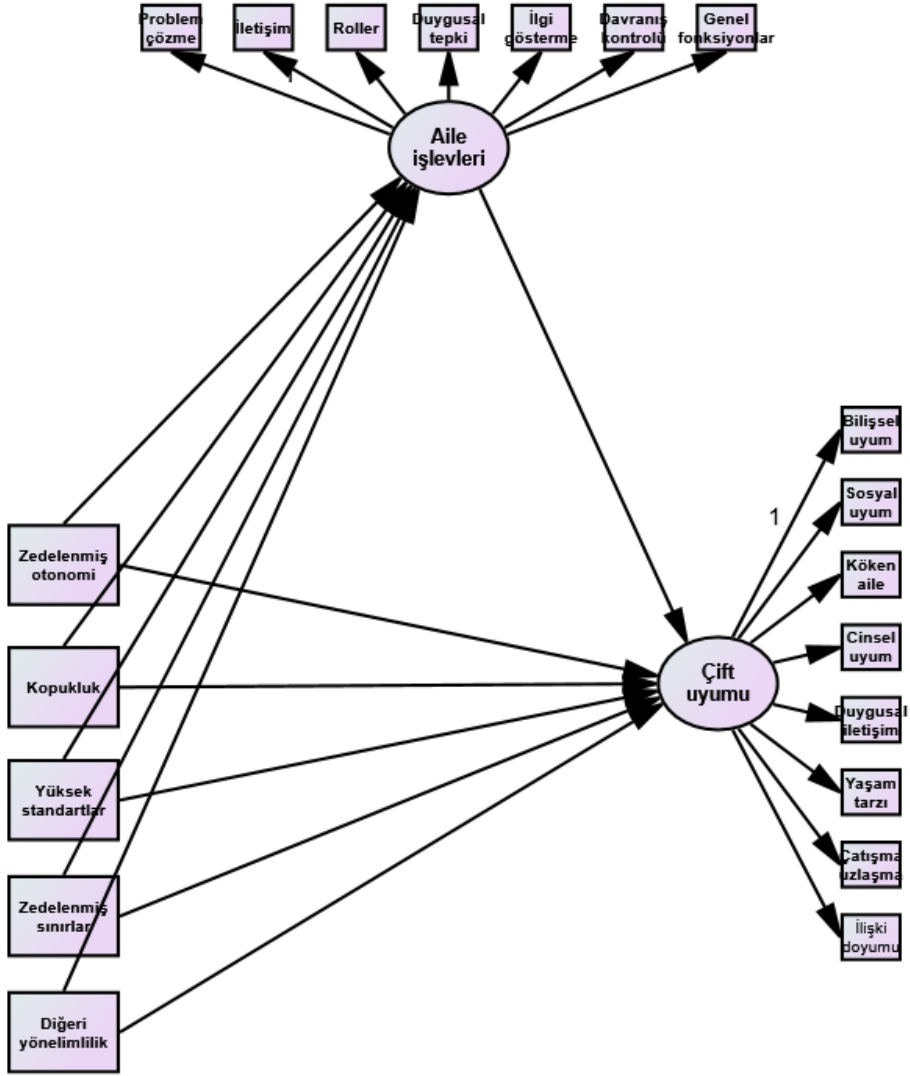 Problem
çözme
İletişim
Roller
Duygusal
tepki
İlgi
gösterme
Davranış
kontrolü
Genel
fonksiyonlar
1
Aile
işlevleri
Bilişsel
uyum
Sosyal
uyum
1
Köken
aile
Cinsel
uyum
Duygusal
iletişim
Yaşam
tarzı
Çatışma
uzlaşma
İlişki
doyumu
Çift
uyumu
Zedelenmiş
otonomi
Kopukluk
Yüksek
standartlar
Zedelenmiş
sınırlar
Diğeri
yönelimlilik